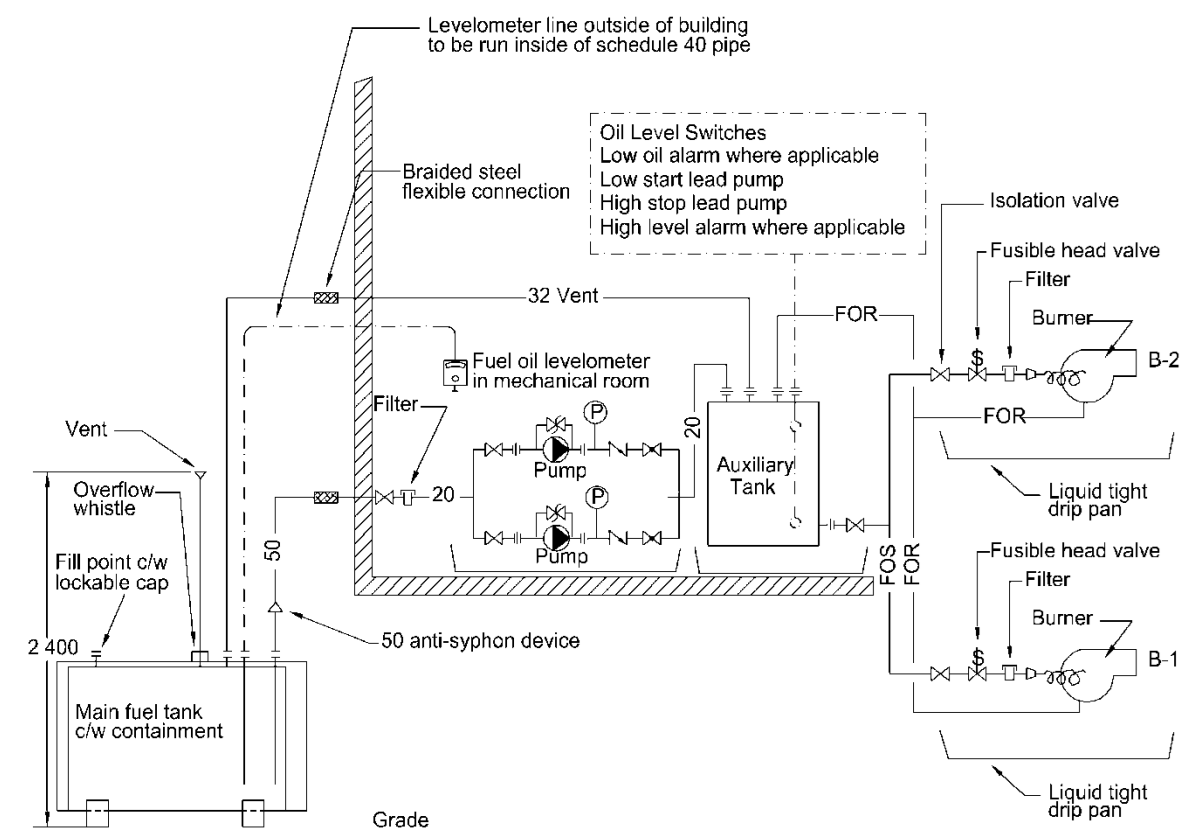 Levelometer line outside of building
to be run inside of schedule 40 pipe
Oil Level Switches
Low oil alarm where applicable
Low start lead pump
High stop lead pump
High level alarm where applicable
Braided steel
flexible connection
Isolation valve
Fusible head valve
Filter
Burner
B-2
32 Vent
FOR
Fuel oil levelometer
in mechanical room
Filter
P
Pump
20
20
Auxiliary
Tank
FOR
Liquid tight
drip pan
Vent
Overflow
whistle
50
P
Pump
Fill point c/w
lockable cap
FOS
FOR
Fusible head valve
Filter
Burner
B-1
2 400
50 anti-syphon device
Main fuel tank
c/w containment
Liquid tight
drip pan
Grade
S
S